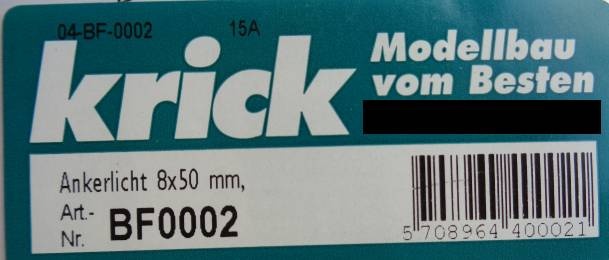 04-BF-0002 15A
krick
Modellbau
vom Besten
Ankerlicht 8x50 mm,
Art.-
Nr. BF0002
5 708964 400021